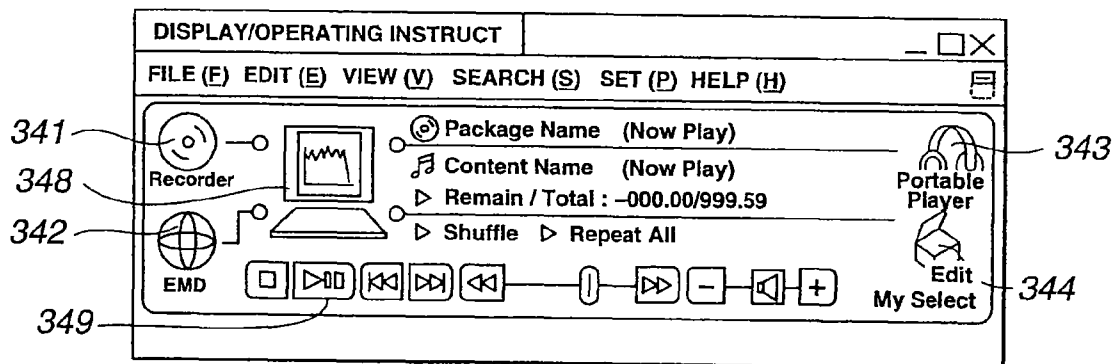 DISPLAY/OPERATING INSTRUCT
FILE (F) EDIT (E) VIEW (V) SEARCH (S) SET (P) HELP (H)
341
Recorder
348
342
EMD
349
Package Name (Now Play)
Content Name (Now Play)
Remain / Total : –000.00/999.59
Shuffle Repeat All
343
Portable
Player
Edit
My Select
344